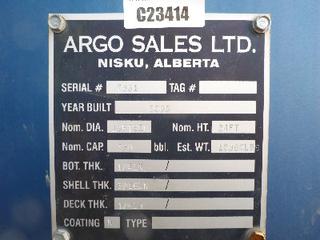 C23414
ARGO SALES LTD.
NISKU, ALBERTA
SERIAL # TAG #
YEAR BUILT
Nom. DIA. Nom. HT. 24FT
Nom. CAP. bbl. Est. WT.
BOT. THK. /
SHELL THK. /
DECK THK. /
COATING N TYPE